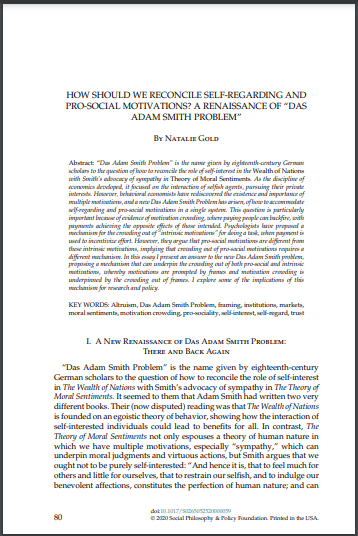 HOW SHOULD WE RECONCILE SELF-REGARDING AND
PRO-SOCIAL MOTIVATIONS? A RENAISSANCE OF “DAS
ADAM SMITH PROBLEM”
By Natalie Gold
Abstract: “Das Adam Smith Problem” is the name given by eighteenth-century German
scholars to the question of how to reconcile the role of self-interest in the Wealth of Nations
with Smith’s advocacy of sympathy in Theory of Moral Sentiments. As the discipline of
economics developed, it focused on the interaction of selfish agents, pursuing their private
interests. However, behavioral economists have rediscovered the existence and importance of
multiple motivations, and a new Das Adam Smith Problem has arisen, of how to accommodate
self-regarding and pro-social motivations in a single system. This question is particularly
important because of evidence of motivation crowding, where paying people can backfire, with
payments achieving the opposite effects of those intended. Psychologists have proposed a
mechanism for the crowding out of “intrinsic motivations” for doing a task, when payment is
used to incentivize effort. However, they argue that pro-social motivations are different from
these intrinsic motivations, implying that crowding out of pro-social motivations requires a
different mechanism. In this essay I present an answer to the new Das Adam Smith problem,
proposing a mechanism that can underpin the crowding out of both pro-social and intrinsic
motivations, whereby motivations are prompted by frames and motivation crowding is
underpinned by the crowding out of frames. I explore some of the implications of this
mechanism for research and policy.
KEY WORDS: Altruism, Das Adam Smith Problem, framing, institutions, markets,
moral sentiments, motivation crowding, pro-sociality, self-interest, self-regard, trust
I. A New Renaissance of Das Adam Smith Problem:
There and Back Again
“Das Adam Smith Problem” is the name given by eighteenth-century
German scholars to the question of how to reconcile the role of self-interest
in The Wealth of Nations with Smith’s advocacy of sympathy in The Theory of
Moral Sentiments. It seemed to them that Adam Smith had written two very
different books. Their (now disputed) reading was that The Wealth of Nations
is founded on an egoistic theory of behavior, showing how the interaction
of self-interested individuals could lead to benefits for all. In contrast, The
Theory of Moral Sentiments not only espouses a theory of human nature in
which we have multiple motivations, especially “sympathy,” which can
underpin moral judgments and virtuous actions, but Smith argues that we
ought not to be purely self-interested: “And hence it is, that to feel much for
others and little for ourselves, that to restrain our selfish, and to indulge our
benevolent affections, constitutes the perfection of human nature; and can
doi:10.1017/S0265052520000059
80 © 2020 Social Philosophy & Policy Foundation. Printed in the USA.